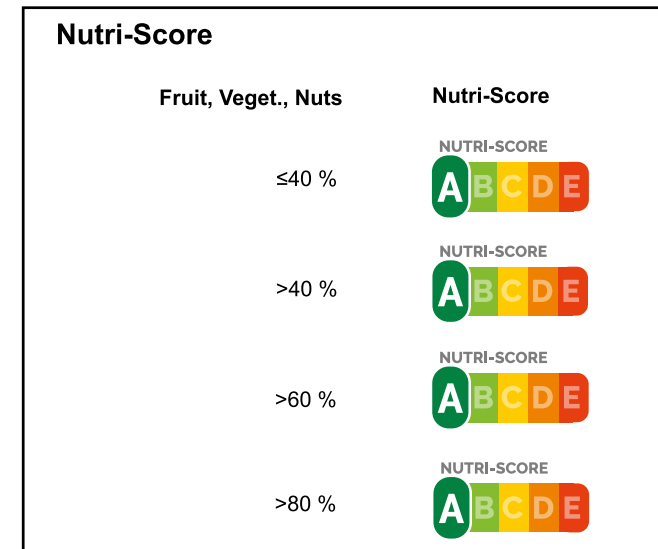 Nutri-Score
Fruit, Veget., Nuts Nutri-Score
NUTRI-SCORE
≤40 % A B C D E
NUTRI-SCORE
>40 % A B C D E
NUTRI-SCORE
>60 % A B C D E
NUTRI-SCORE
>80 % A B C D E